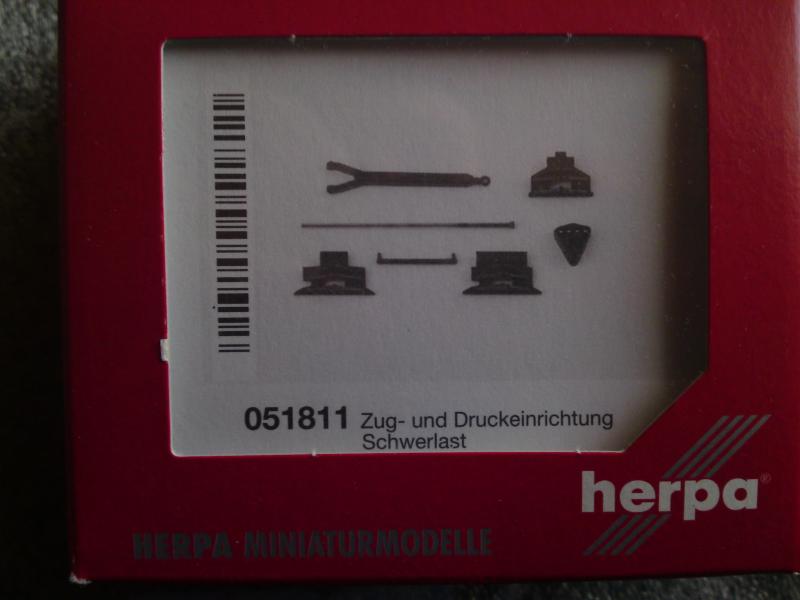 051811 Zug- und Druckeinrichtung
Schwerlast
herpa®
HERPA MINIATURMODELLE